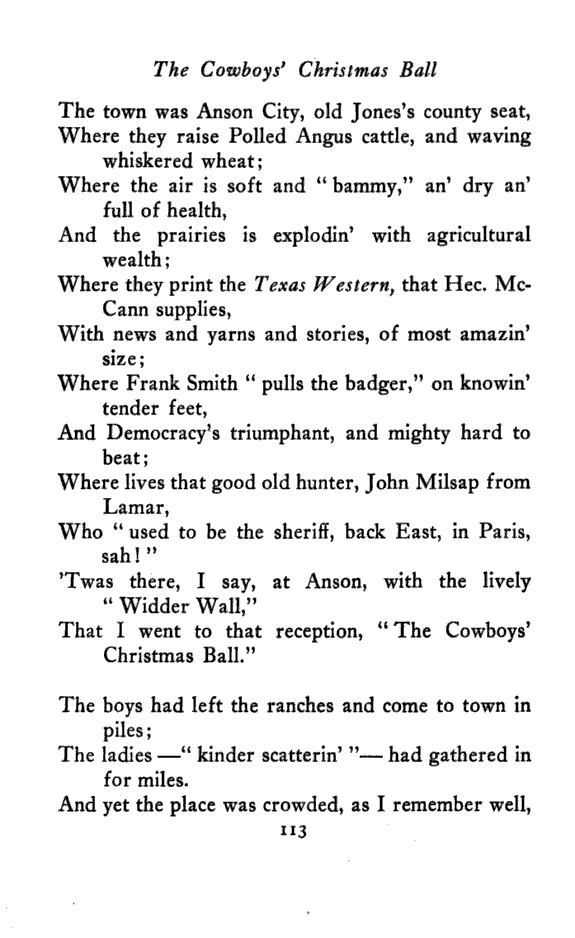 The Cowboys' Christmas Ball
The town was Anson City, old Jones's county seat,
Where they raise Polled Angus cattle, and waving
whiskered wheat;
Where the air is soft and " bammy," an' dry an'
full of health,
And the prairies is explodin' with agricultural
wealth;
Where they print the Texas Western, that Hec. Mc-
Cann supplies,
With news and yarns and stories, of most amazin'
size;
Where Frank Smith " pulls the badger," on knowin'
tender feet,
And Democracy's triumphant, and mighty hard to
beat;
Where lives that good old hunter, John Milsap from
Lamar,
Who " used to be the sheriff, back East, in Paris,
sah! "
'Twas there, I say, at Anson, with the lively
" Widder Wall,"
That I went to that reception, " The Cowboys'
Christmas Ball."
The boys had left the ranches and come to town in
piles;
The ladies —" kinder scatterin' "— had gathered in
for miles.
And yet the place was crowded, as I remember well,
113